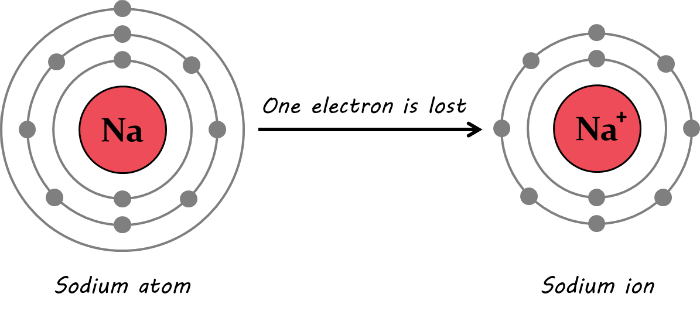 One electron is lost
Na
Na+
Sodium atom
Sodium ion